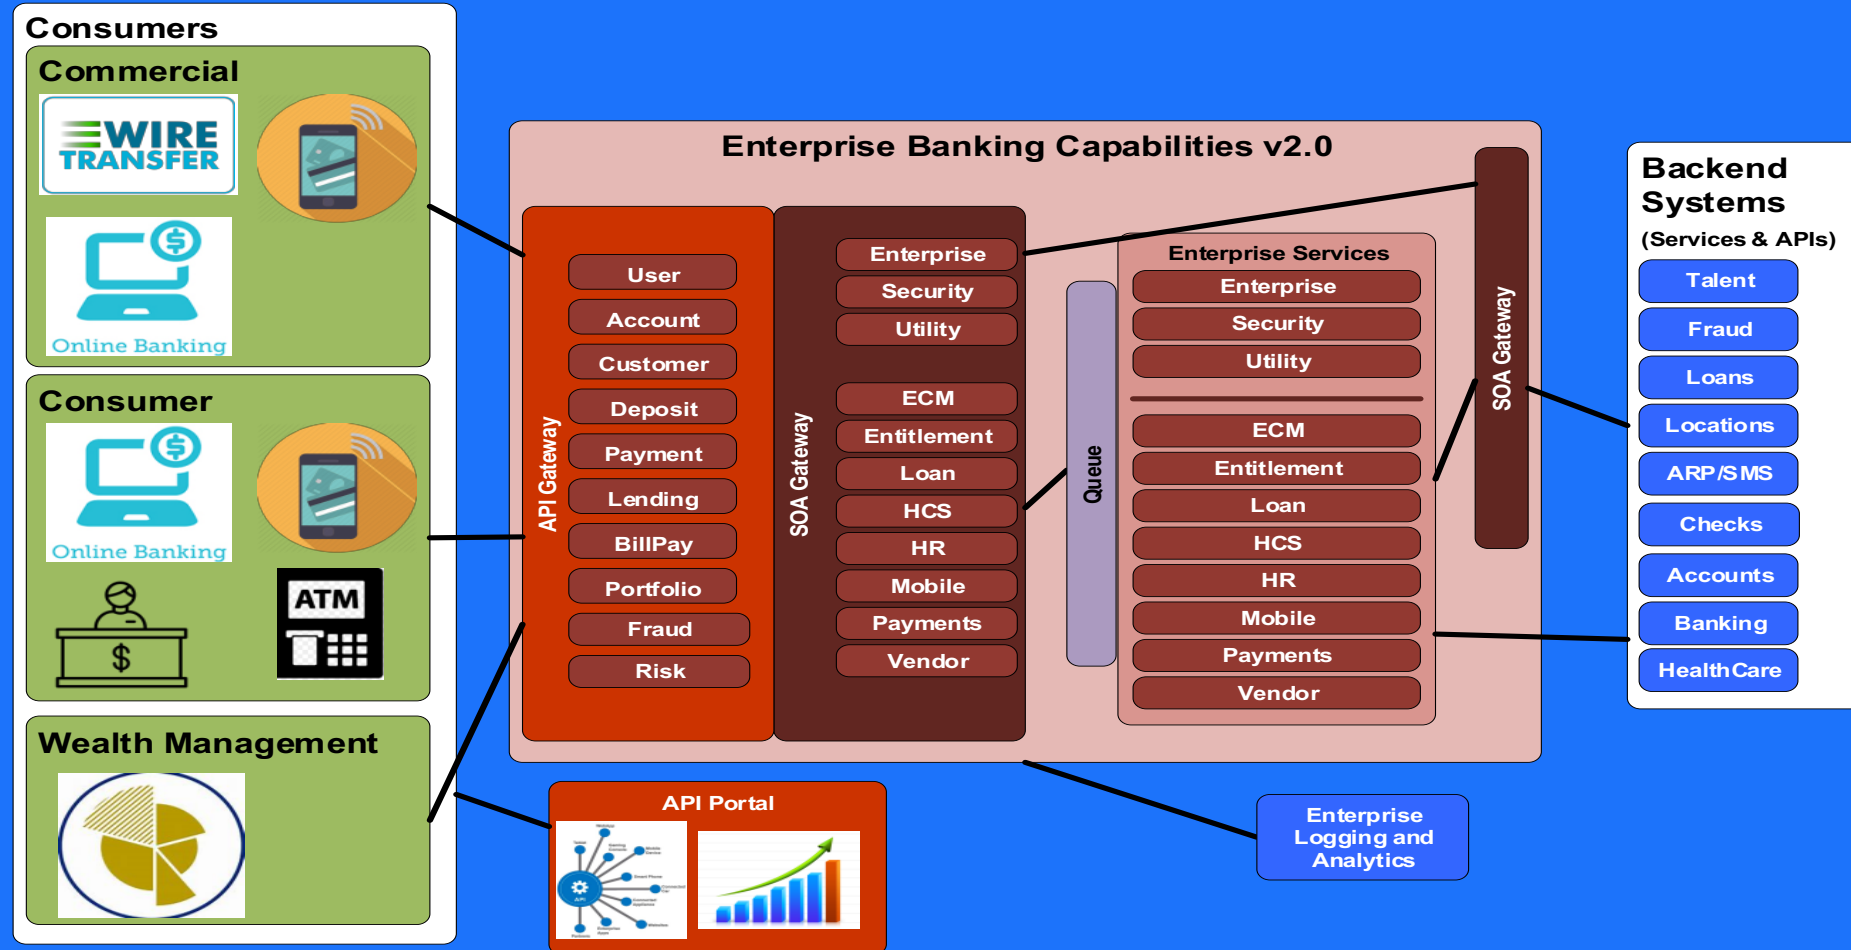 Consumers
Commercial
WIRE
TRANSFER
Online Banking
Consumer
Online Banking
ATM
$
Wealth Management
Enterprise Banking Capabilities v2.0
API Gateway
User
Account
Customer
Deposit
Payment
Lending
BillPay
Portfolio
Fraud
Risk
SOA Gateway
Enterprise
Security
Utility
ECM
Entitlement
Loan
HCS
HR
Mobile
Payments
Vendor
Queue
Enterprise Services
Enterprise
Security
Utility
ECM
Entitlement
Loan
HCS
HR
Mobile
Payments
Vendor
SOA Gateway
Backend
Systems
(Services & APIs)
Talent
Fraud
Loans
Locations
ARP/SMS
Checks
Accounts
Banking
HealthCare
API Portal
API
Smart Phone
Websites
Enterprise
Logging and
Analytics